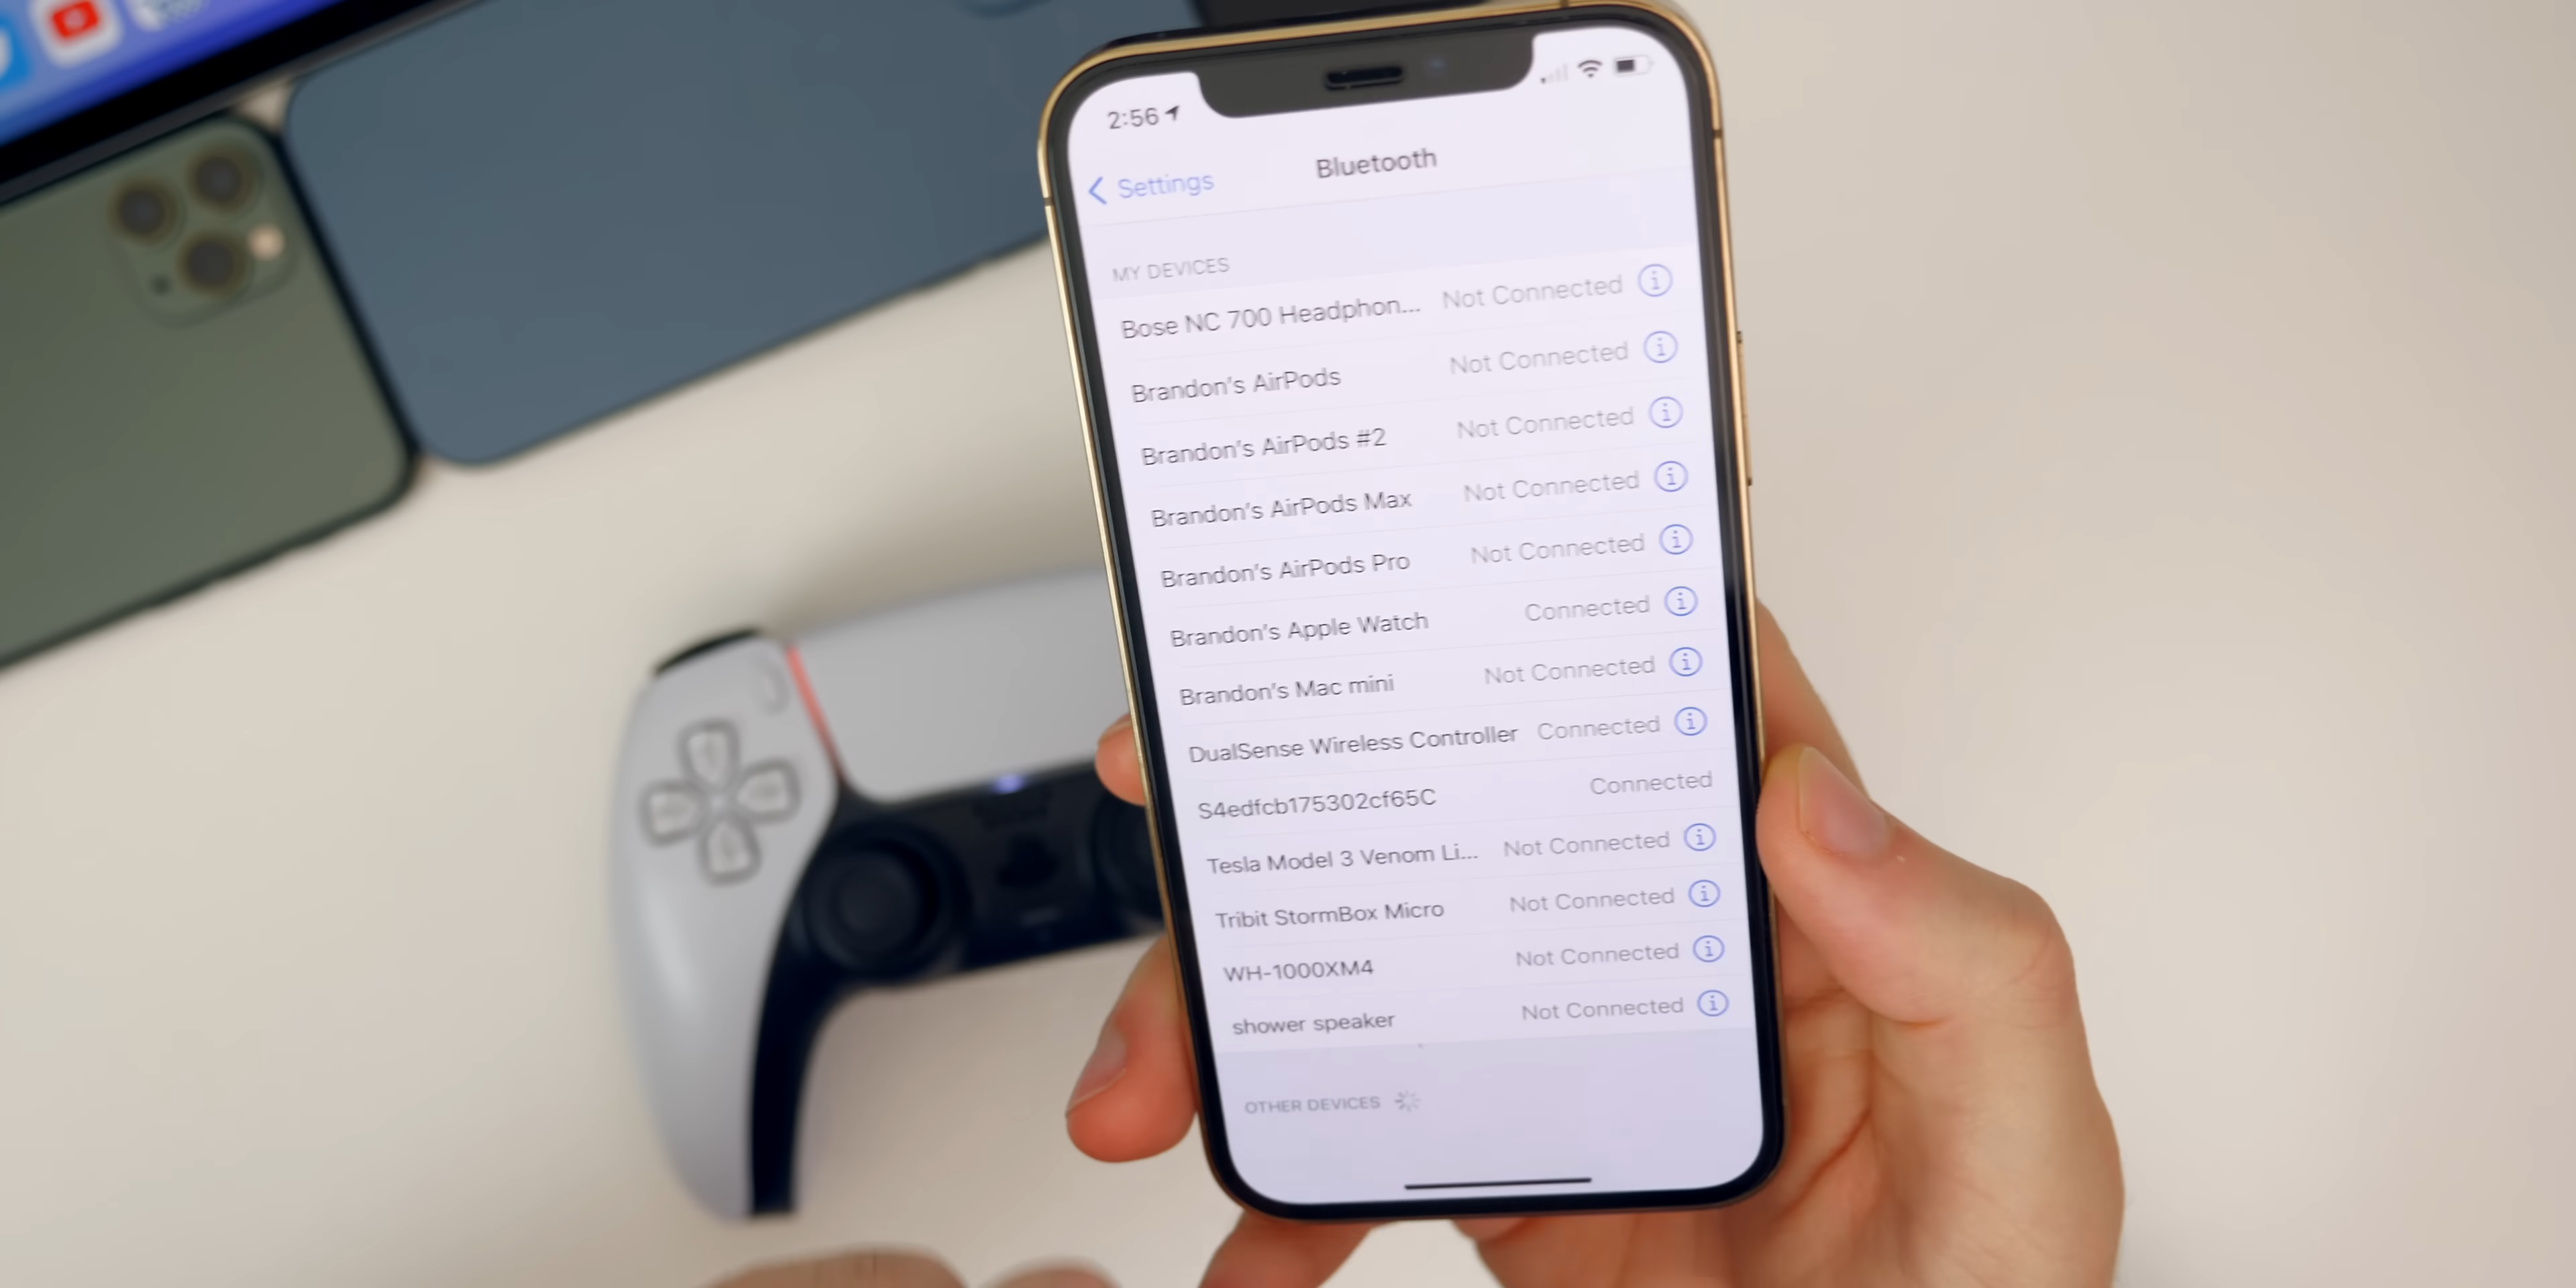 2:56
Settings
Bluetooth
MY DEVICES
Bose NC 700 Headphon... Not Connected
Brandon's AirPods Not Connected
Brandon's AirPods #2 Not Connected
Brandon's AirPods Max Not Connected
Brandon's AirPods Pro Not Connected
Brandon's Apple Watch Connected
Brandon's Mac mini Not Connected
DualSense Wireless Controller Connected
S4edfcb175302cf65C Connected
Tesla Model 3 Venom Li... Not Connected
Tribit StormBox Micro Not Connected
WH-1000XM4 Not Connected
shower speaker Not Connected
OTHER DEVICES